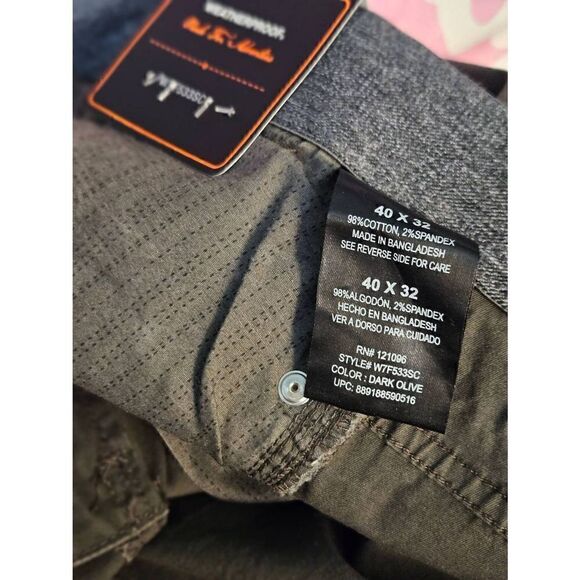 WEATHERPROOF.
40 X 32
98%COTTON, 2%SPANDEX
MADE IN BANGLADESH
SEE REVERSE SIDE FOR CARE
40 X 32
98%ALGODÓN, 2%SPANDEX
HECHO EN BANGLADESH
VER A DORSO PARA CUIDADO
RN# 121096
STYLE# W7F533SC
COLOR : DARK OLIVE
UPC: 889188590516